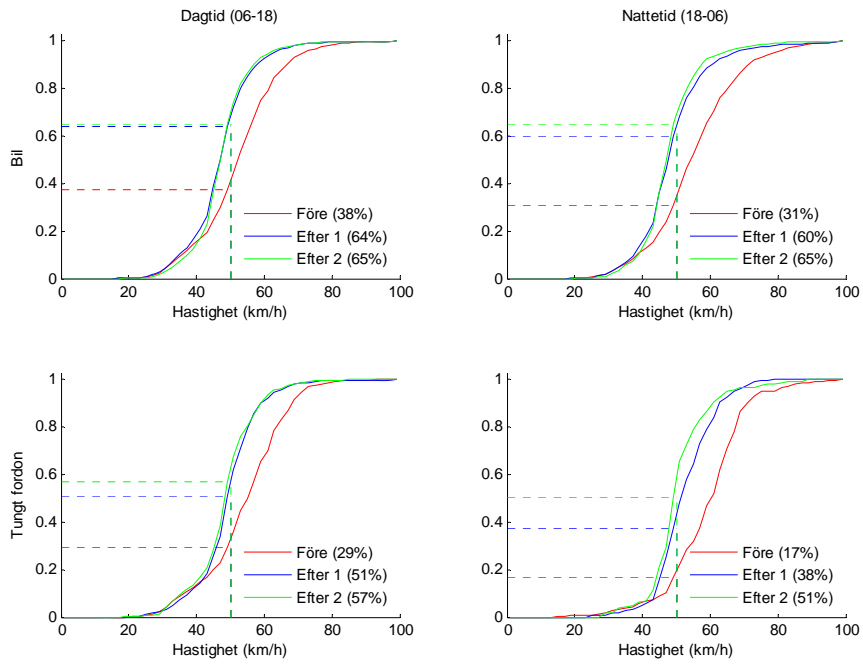 Dagtid (06-18)
1
0.8
0.6
0.4
0.2
0
Bil
Före (38%)
Efter 1 (64%)
Efter 2 (65%)
0 20 40 60 80 100
Hastighet (km/h)
Nattetid (18-06)
1
0.8
0.6
0.4
0.2
0
Före (31%)
Efter 1 (60%)
Efter 2 (65%)
0 20 40 60 80 100
Hastighet (km/h)
1
0.8
0.6
0.4
0.2
0
Tungt fordon
Före (29%)
Efter 1 (51%)
Efter 2 (57%)
0 20 40 60 80 100
Hastighet (km/h)
1
0.8
0.6
0.4
0.2
0
Före (17%)
Efter 1 (38%)
Efter 2 (51%)
0 20 40 60 80 100
Hastighet (km/h)